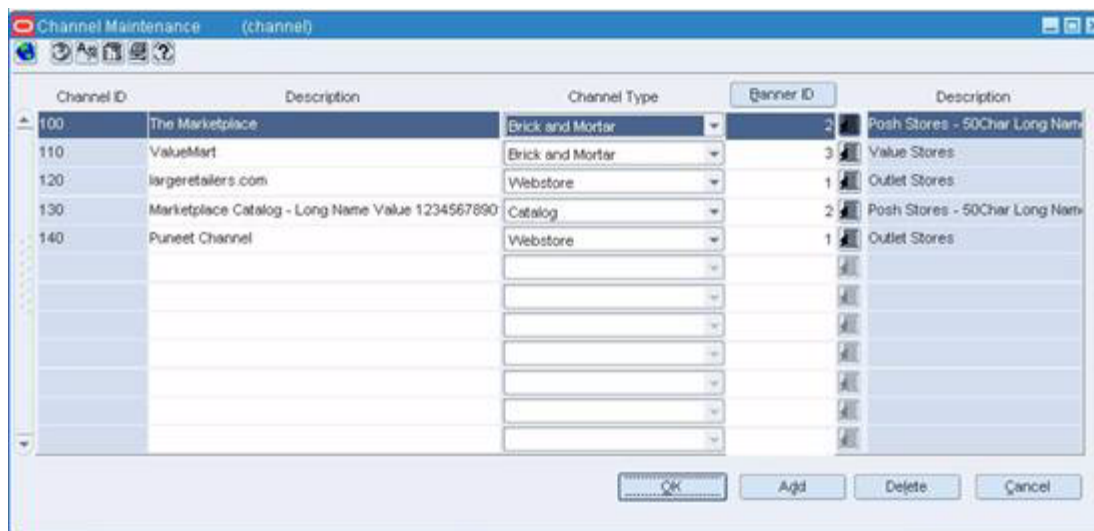 Channel Maintenance (channel)
Channel ID Description Channel Type Banner ID Description
100 The Marketplace Brick and Mortar 2 Posh Stores - 50Char Long Nam
110 ValueMart Brick and Mortar 3 Value Stores
120 largeretailers.com Webstore 1 Outlet Stores
130 Marketplace Catalog - Long Name Value 1234567890 Catalog 2 Posh Stores - 50Char Long Nam
140 Puneet Channel Webstore 1 Outlet Stores
OK Add Delete Cancel